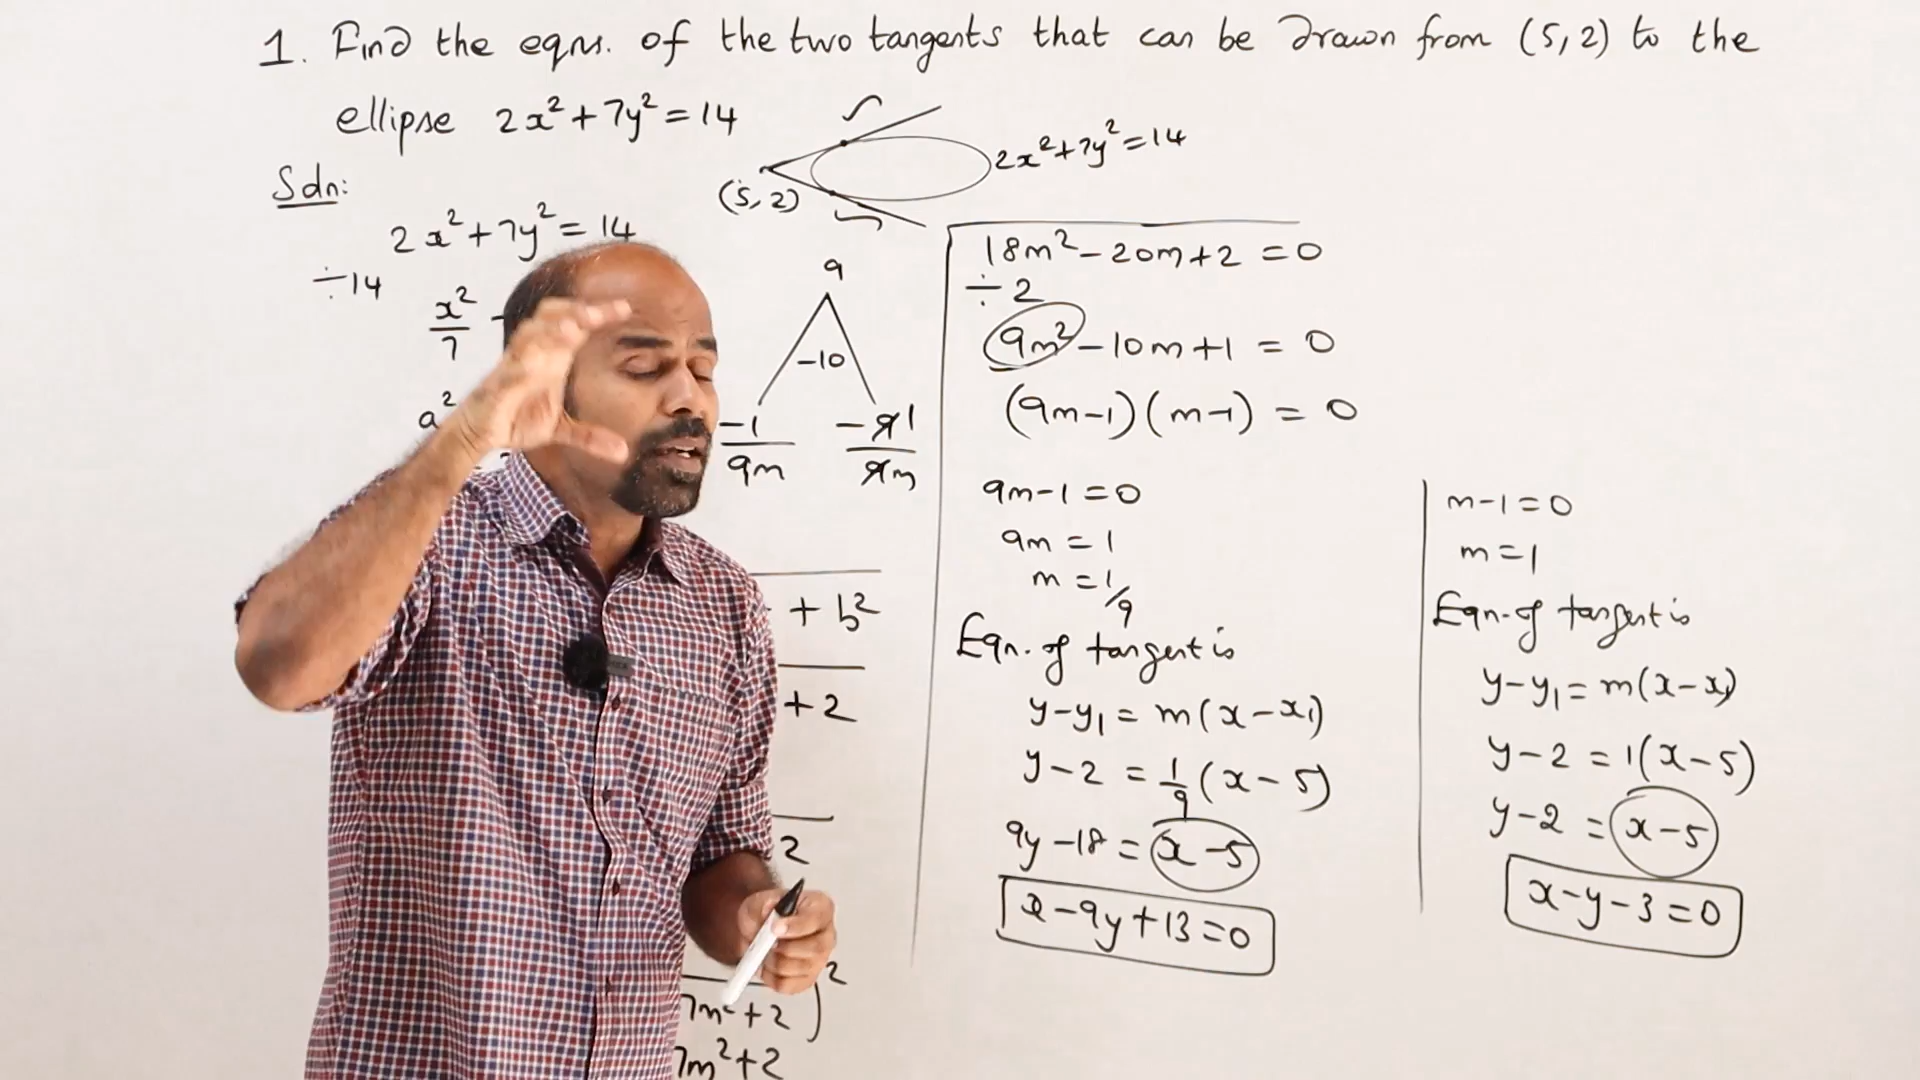 1. Find the eqns. of the two tangents that can be drawn from (5,2) to the
ellipse 2x²+7y²=14
2x²+7y²=14
(5,2)
Soln:
2x²+7y²=14
÷14
x²/7
a²
9
-10
-1/9m
-91/9m
+ b²
+2
2
7m²+2)²
7m²+2
18m²-20m+2=0
÷2
9m²-10m+1=0
(9m-1)(m-1)=0
9m-1=0
9m=1
m=1/9
Eqn. of tangent is
y-y₁=m(x-x₁)
y-2=1/9(x-5)
9y-18=x-5
x-9y+13=0
m-1=0
m=1
Eqn. of tangent is
y-y₁=m(x-x₁)
y-2=1(x-5)
y-2=x-5
x-y-3=0